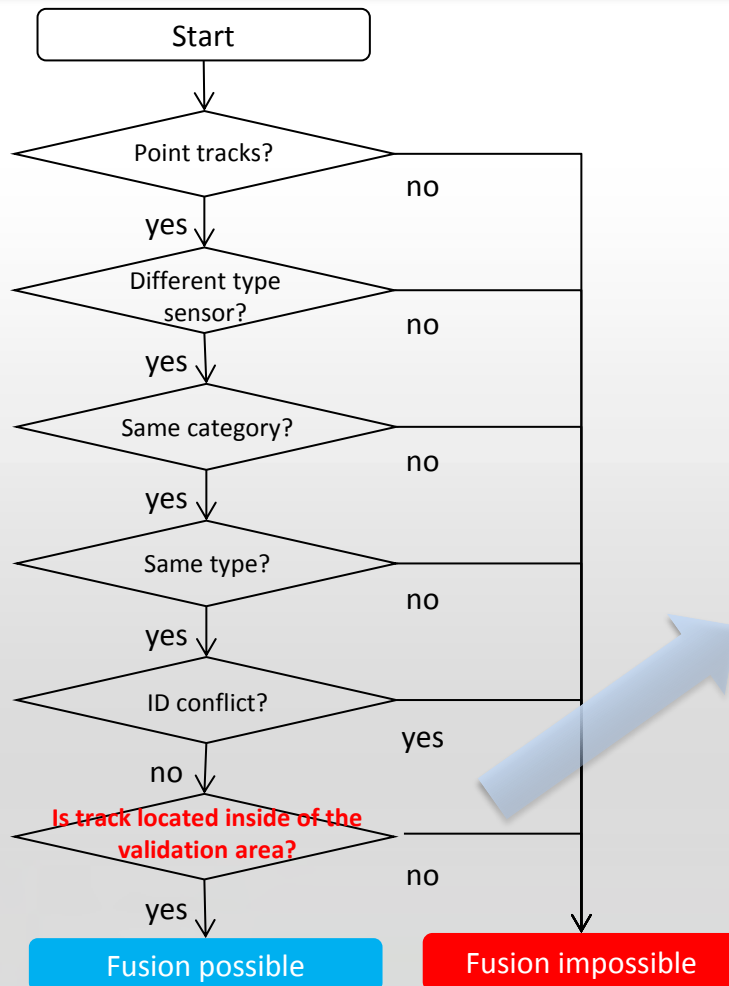 Start
Point tracks?
no
yes
Different type
sensor?
no
yes
Same category?
no
yes
Same type?
no
yes
ID conflict?
yes
no
Is track located inside of the
validation area?
no
yes
Fusion possible
Fusion impossible